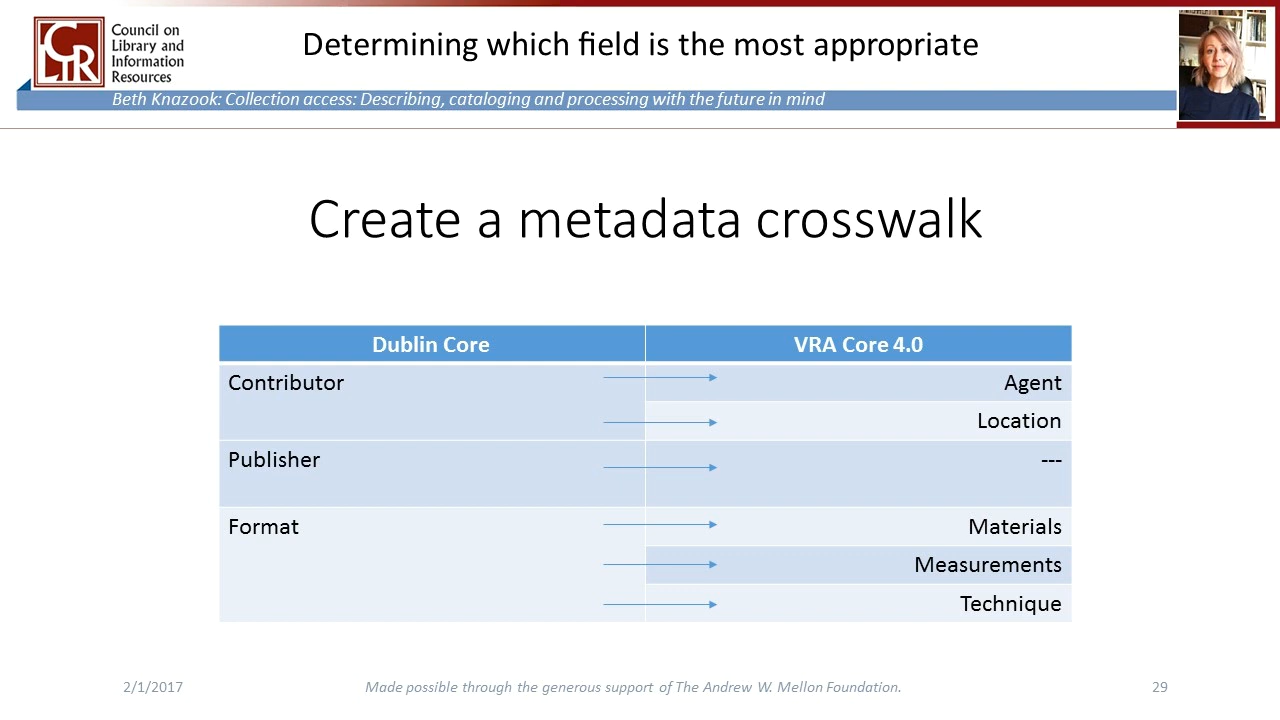 CLIR
Council on
Library and
Information
Resources
Determining which field is the most appropriate
Beth Knazook: Collection access: Describing, cataloging and processing with the future in mind
Create a metadata crosswalk
Dublin Core VRA Core 4.0
Contributor Agent
Location
Publisher ---
Format Materials
Measurements
Technique
2/1/2017 Made possible through the generous support of The Andrew W. Mellon Foundation. 29